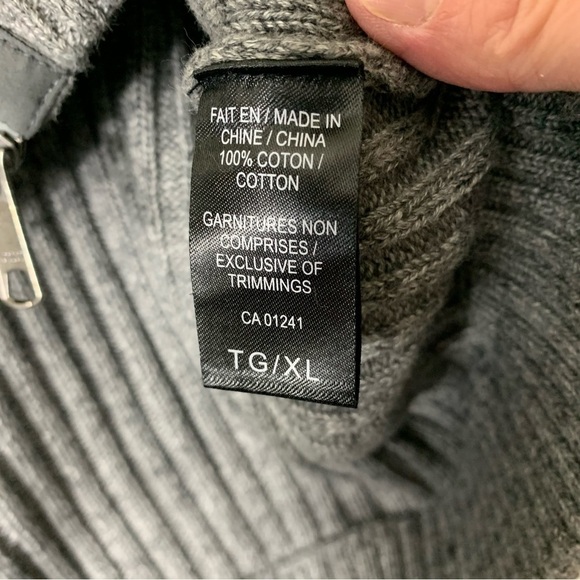 FAIT EN / MADE IN
CHINE / CHINA
100% COTON /
COTTON
GARNITURES NON
COMPRISES /
EXCLUSIVE OF
TRIMMINGS
CA 01241
TG/XL